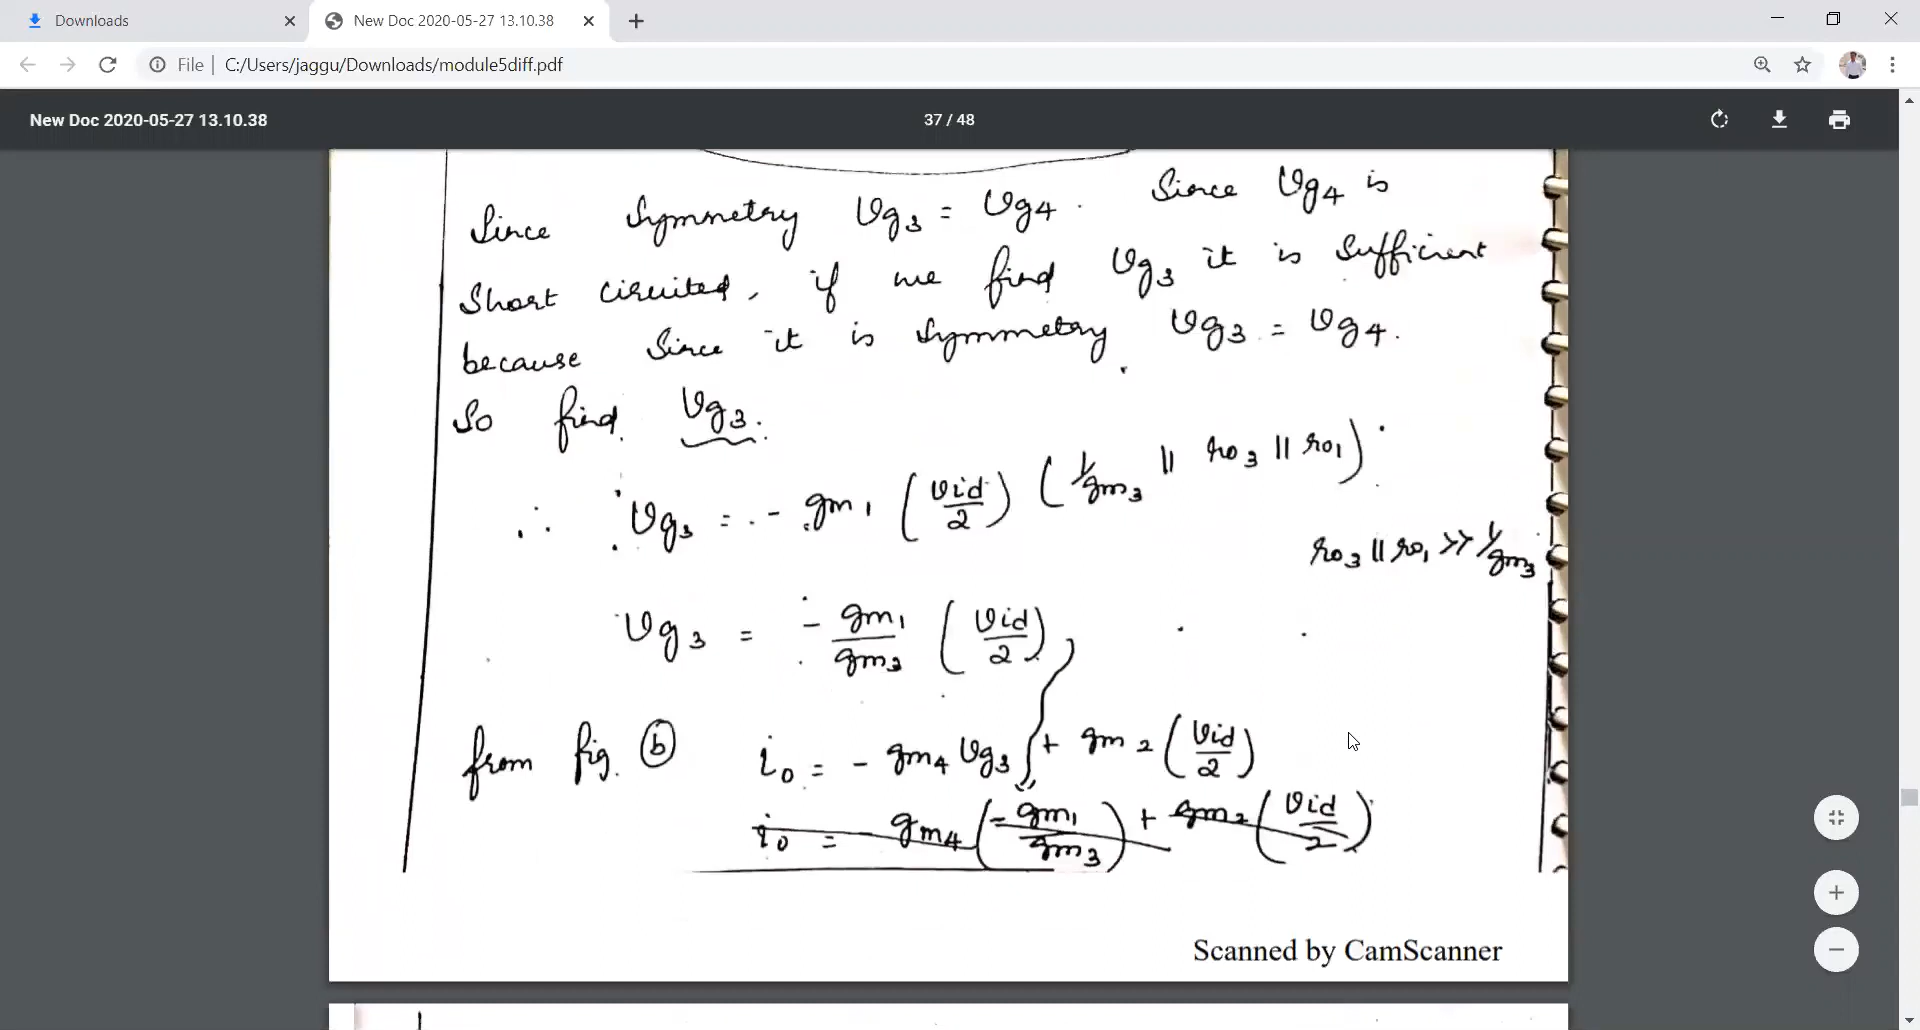 Downloads
New Doc 2020-05-27 13.10.38
File | C:/Users/jaggu/Downloads/module5diff.pdf
New Doc 2020-05-27 13.10.38
37 / 48
Since Symmetry Vg3 = Vg4. Since Vg4 is
Short circuited, if we find Vg3 it is Sufficient
because Since it is Symmetry Vg3 = Vg4.
So find Vg3.
∴ Vg3 = - gm1 (Vid/2) (1/gm3 || ro3 || ro1)
ro3 || ro1 >> 1/gm3
Vg3 = - gm1/gm3 (Vid/2)
from fig. (b) io = - gm4 Vg3 + gm2 (Vid/2)
io = - gm4 (- gm1/gm3) + gm2 (Vid/2)
Scanned by CamScanner